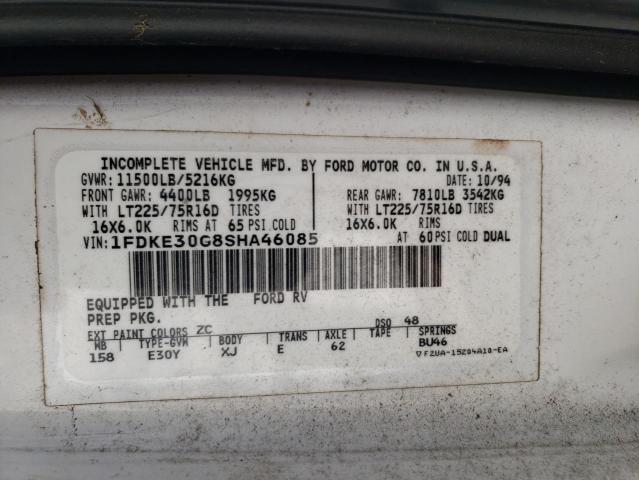 INCOMPLETE VEHICLE MFD. BY FORD MOTOR CO. IN U.S.A.
GVWR: 11500LB/5216KG DATE: 10/94
FRONT GAWR: 4400LB 1995KG REAR GAWR: 7810LB 3542KG
WITH LT225/75R16D TIRES WITH LT225/75R16D TIRES
16X6.0K RIMS AT 65 PSI COLD 16X6.0K RIMS
VIN: 1FDKE30G8SHA46085 AT 60 PSI COLD DUAL
EQUIPPED WITH THE FORD RV
PREP PKG.
EXT PAINT COLORS ZC DSO 48
WB TYPE-GVW BODY TRANS AXLE TAPE SPRINGS
158 E30Y XJ E 62 BU46
▽F2UA-15204A10-EA